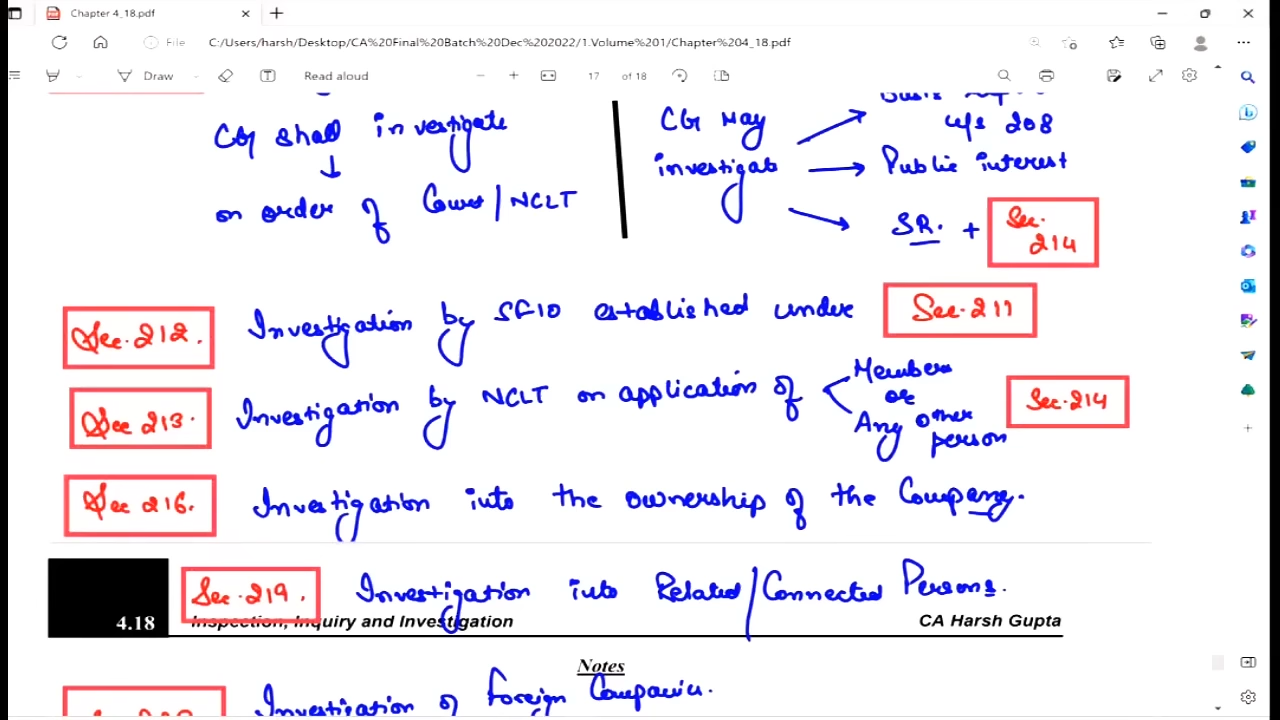 Chapter 4_18.pdf
File C:/Users/harsh/Desktop/CA%20Final%20Batch%20Dec%202022/1.Volume%201/Chapter%204_18.pdf
Draw Read aloud 17 of 18
CG shall investigate
on order of Court/NCLT
CG May investigate
u/s 208
Public interest
SR. + Sec. 214
Sec. 212. Investigation by SFIO established under Sec. 211
Sec 213. Investigation by NCLT on application of Members or Any other person Sec. 214
Sec 216. Investigation into the ownership of the Company.
Sec. 219. Investigation into Related/Connected Persons.
4.18 Inspection, Inquiry and Investigation CA Harsh Gupta
Notes
Investigation of Foreign Companies.